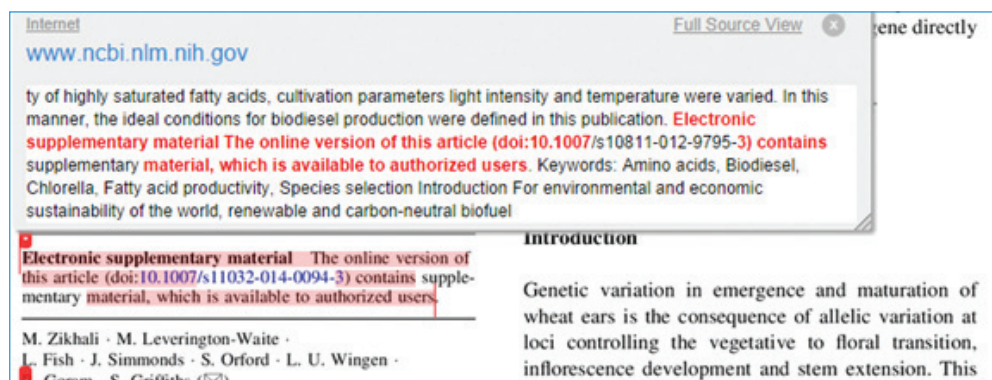 Internet
Full Source View
www.ncbi.nlm.nih.gov
ty of highly saturated fatty acids, cultivation parameters light intensity and temperature were varied. In this
manner, the ideal conditions for biodiesel production were defined in this publication. Electronic
supplementary material The online version of this article (doi:10.1007/s10811-012-9795-3) contains
supplementary material, which is available to authorized users. Keywords: Amino acids, Biodiesel,
Chlorella, Fatty acid productivity, Species selection Introduction For environmental and economic
sustainability of the world, renewable and carbon-neutral biofuel
gene directly
Electronic supplementary material The online version of
this article (doi:10.1007/s11032-014-0094-3) contains supple-
mentary material, which is available to authorized users.
M. Zikhali · M. Leverington-Waite ·
L. Fish · J. Simmonds · S. Orford · L. U. Wingen ·
S. Griffiths (✉)
Introduction
Genetic variation in emergence and maturation of
wheat ears is the consequence of allelic variation at
loci controlling the vegetative to floral transition,
inflorescence development and stem extension. This